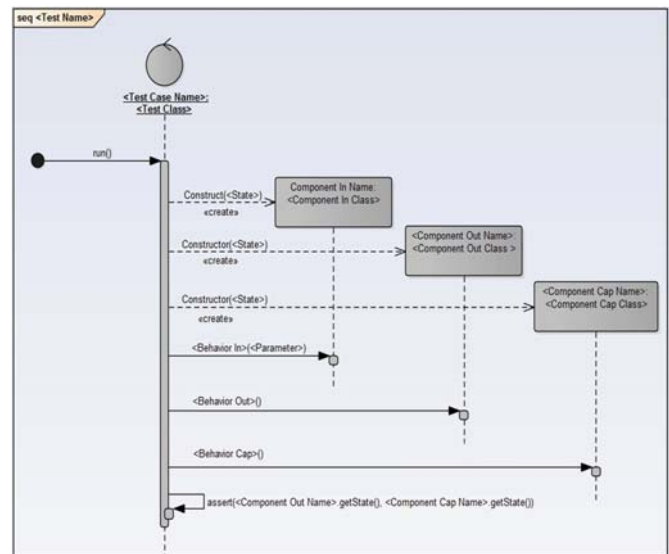 seq <Test Name>
<Test Case Name>:
<Test Class>
run()
Construct(<State>)
«create»
Component In Name:
<Component In Class>
Constructor(<State>)
«create»
<Component Out Name>:
<Component Out Class >
Constructor(<State>)
«create»
<Component Cap Name>:
<Component Cap Class>
<Behavior In>(<Parameter>)
<Behavior Out>()
<Behavior Cap>()
assert(<Component Out Name>.getState(), <Component Cap Name>.getState())